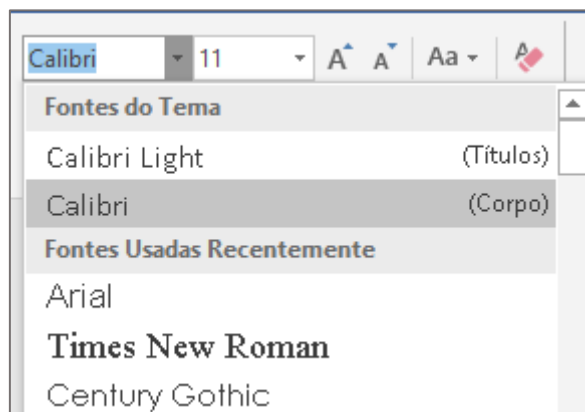 Calibri 11 A A Aa A
Fontes do Tema
Calibri Light (Títulos)
Calibri (Corpo)
Fontes Usadas Recentemente
Arial
Times New Roman
Century Gothic